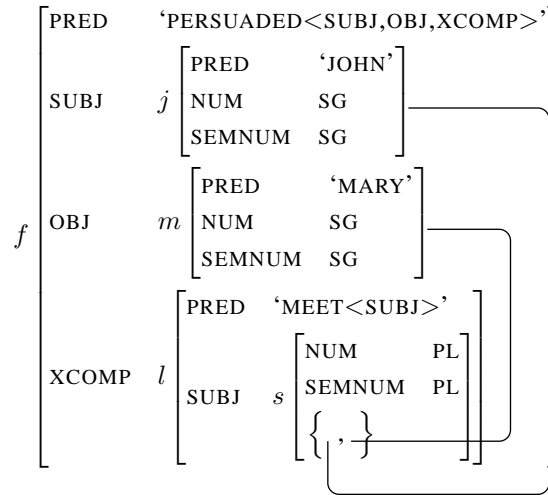 PRED ‘PERSUADED<SUBJ,OBJ,XCOMP>’
PRED ‘JOHN’
SUBJ j NUM SG
SEMNUM SG
PRED ‘MARY’
f OBJ m NUM SG
SEMNUM SG
PRED ‘MEET<SUBJ>’
NUM PL
XCOMP l SUBJ s SEMNUM PL
{ , }